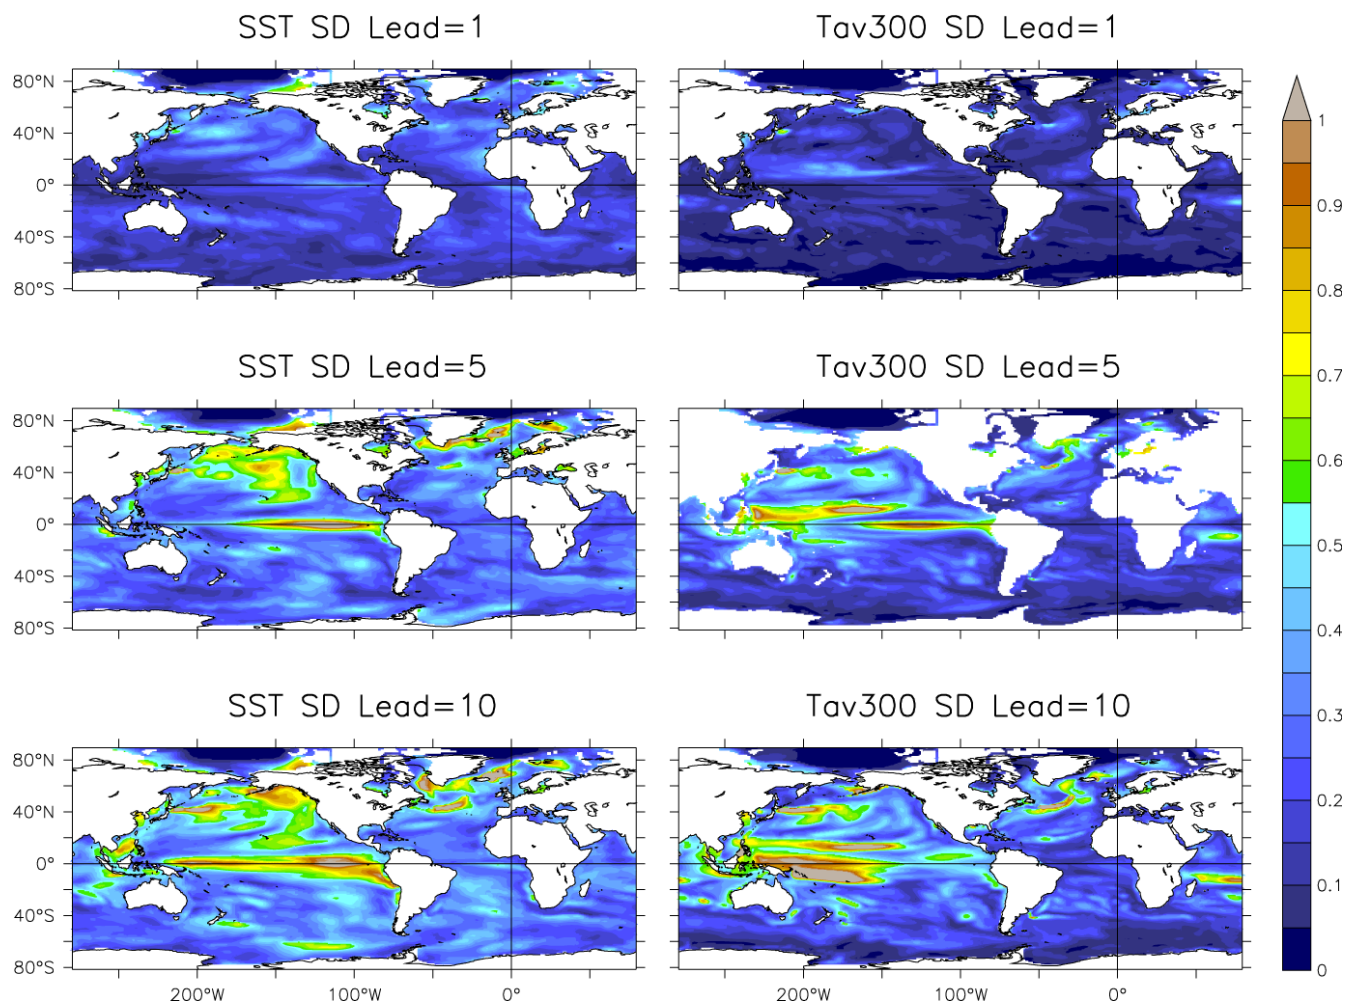 SST SD Lead=1
Tav300 SD Lead=1
80°N
40°N
0°
40°S
80°S
SST SD Lead=5
Tav300 SD Lead=5
80°N
40°N
0°
40°S
80°S
SST SD Lead=10
Tav300 SD Lead=10
80°N
40°N
0°
40°S
80°S
200°W 100°W 0°
200°W 100°W 0°
1
0.9
0.8
0.7
0.6
0.5
0.4
0.3
0.2
0.1
0